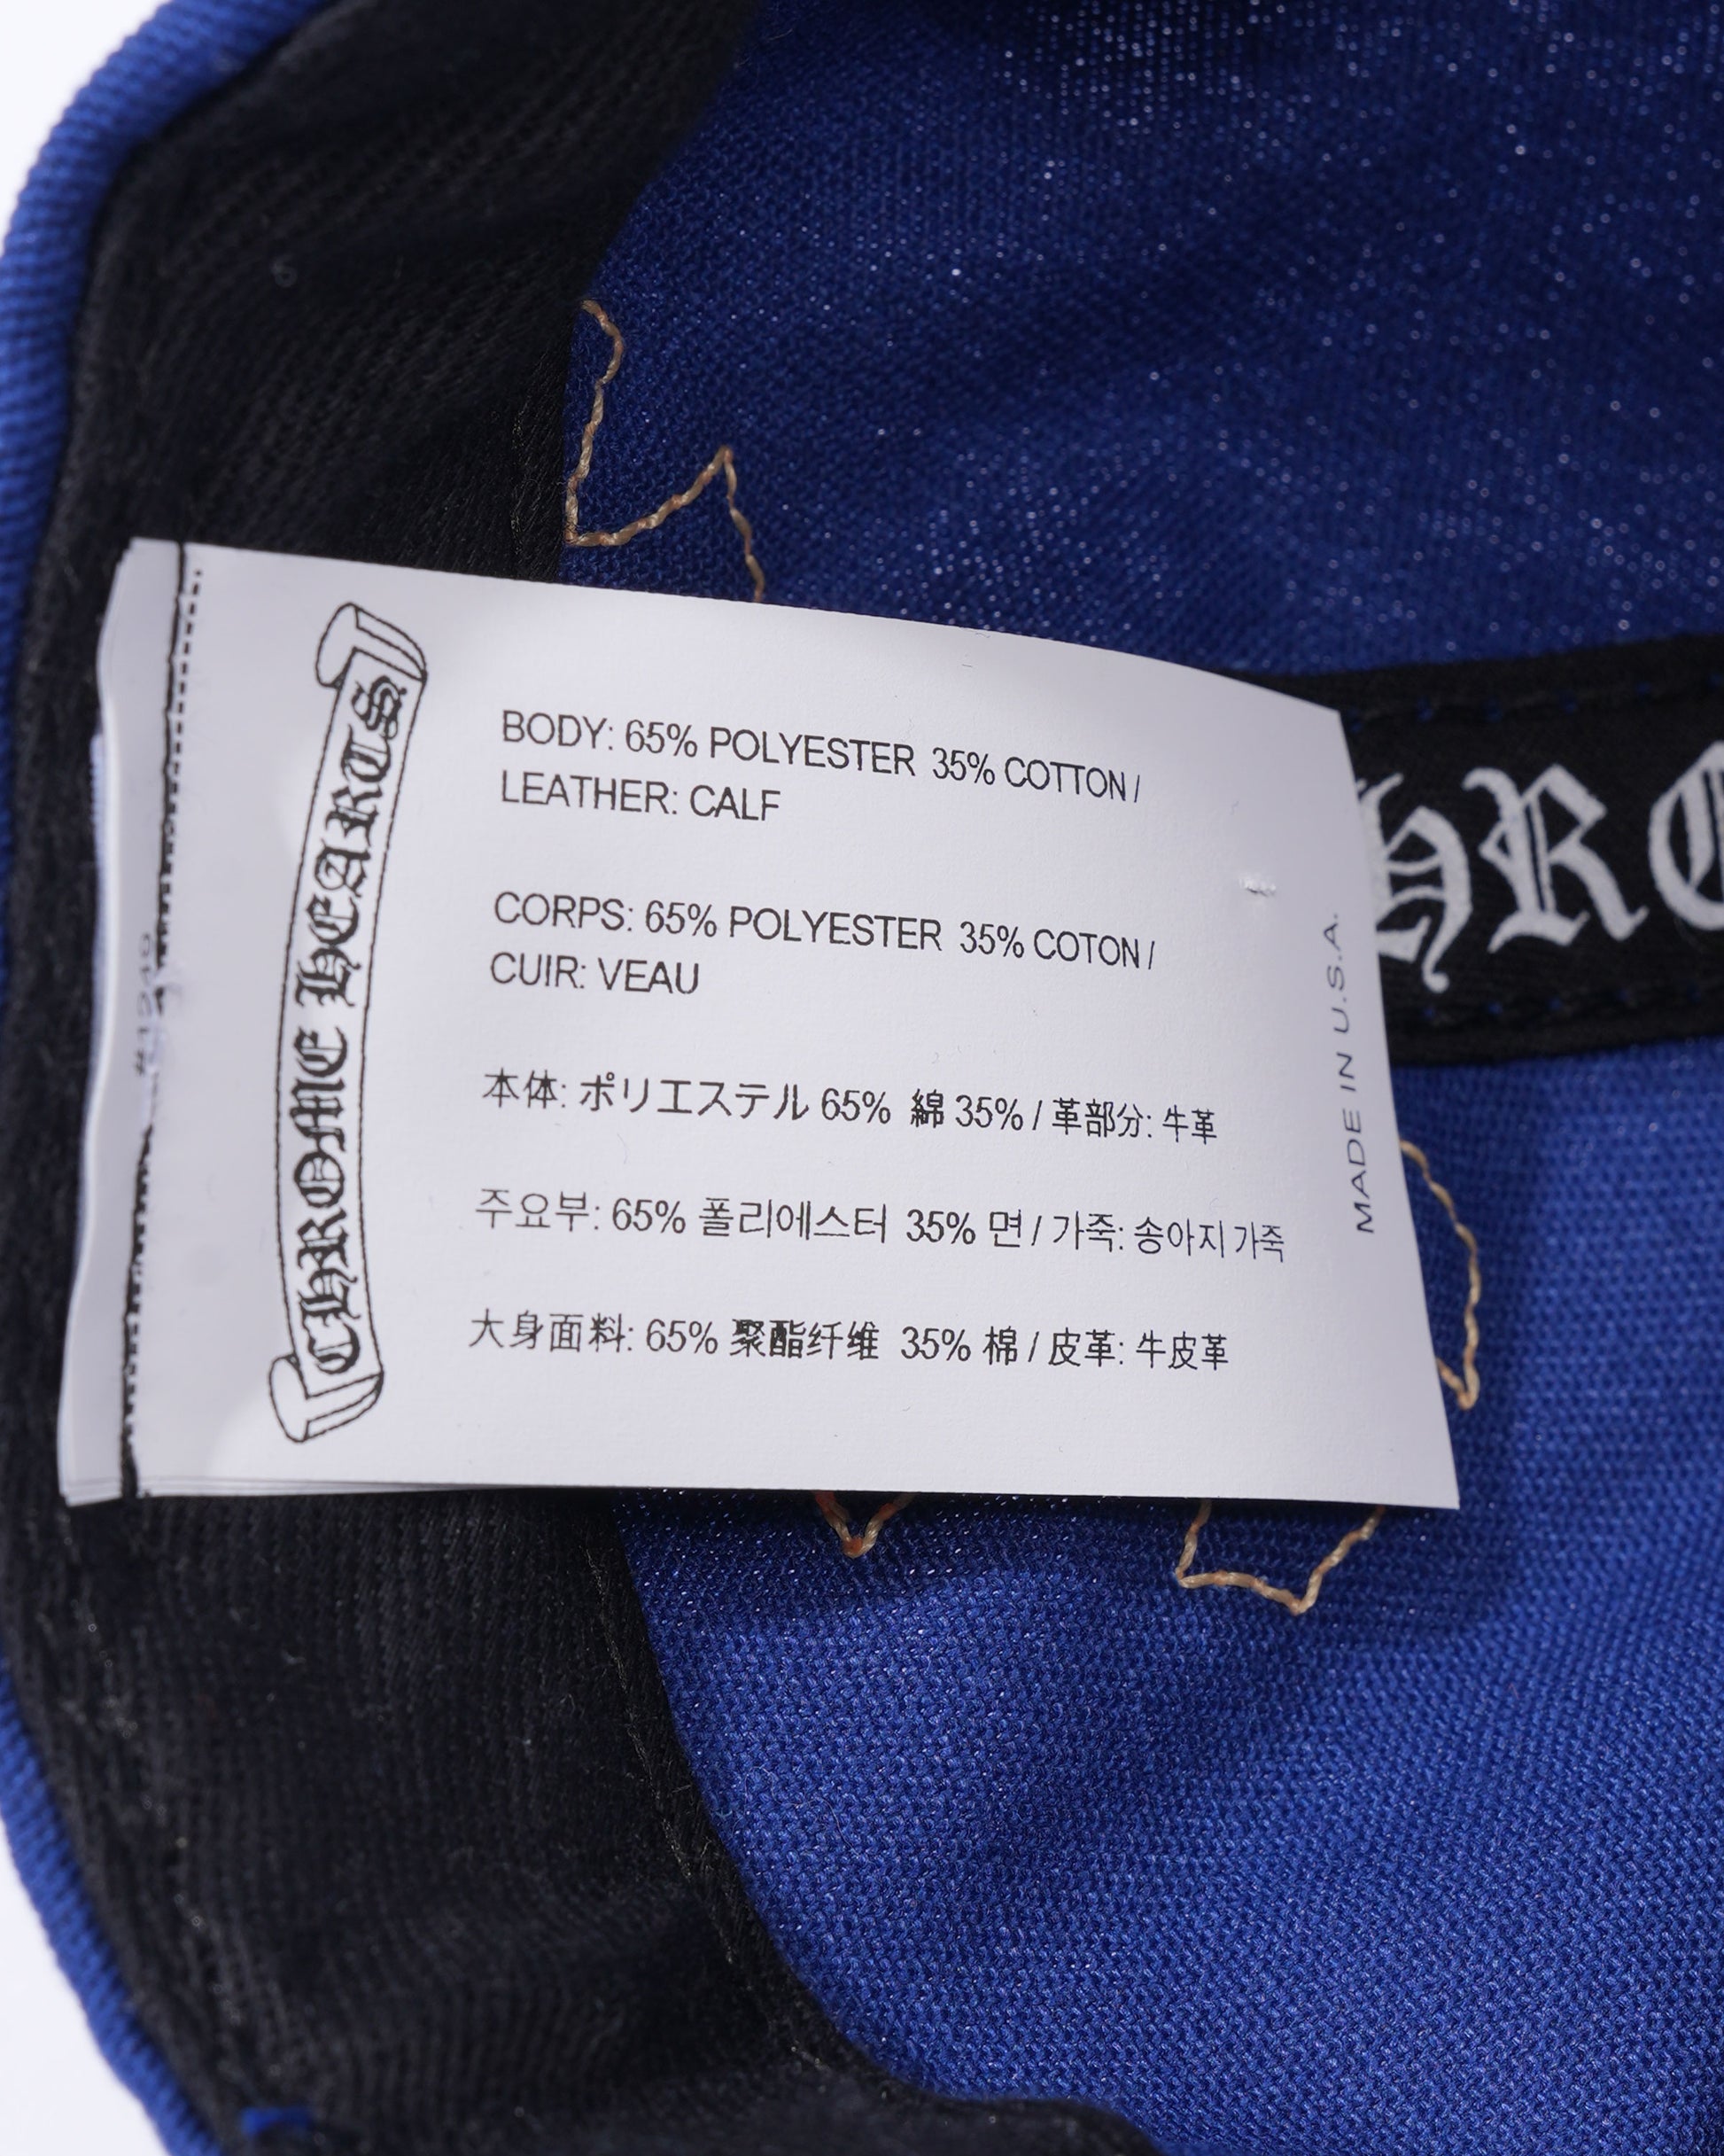 CHROME HEARTS
BODY: 65% POLYESTER 35% COTTON /
LEATHER: CALF
CORPS: 65% POLYESTER 35% COTON /
CUIR: VEAU
本体: ポリエステル 65% 綿 35% / 革部分: 牛革
주요부: 65% 폴리에스터 35% 면 / 가죽: 송아지 가죽
大身面料: 65% 聚酯纤维 35% 棉 / 皮革: 牛皮革
MADE IN U.S.A.
HRO